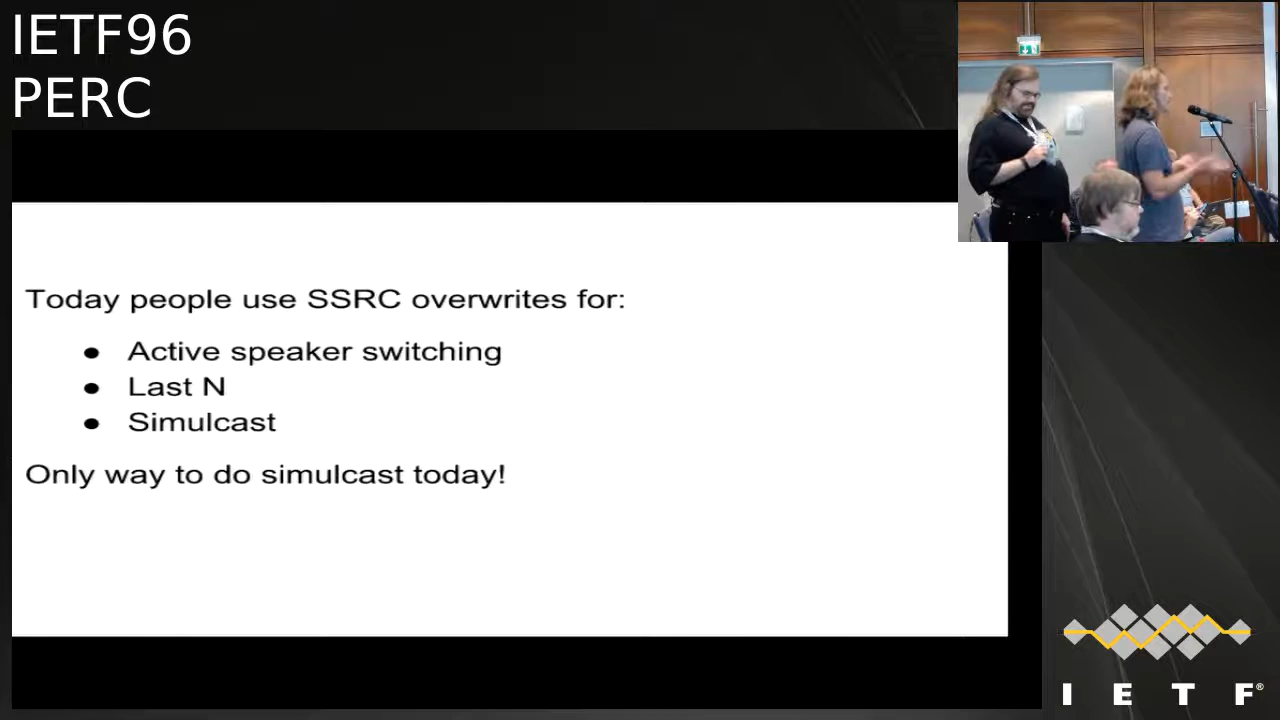 IETF96
PERC
Today people use SSRC overwrites for:
● Active speaker switching
● Last N
● Simulcast
Only way to do simulcast today!
I E T F®